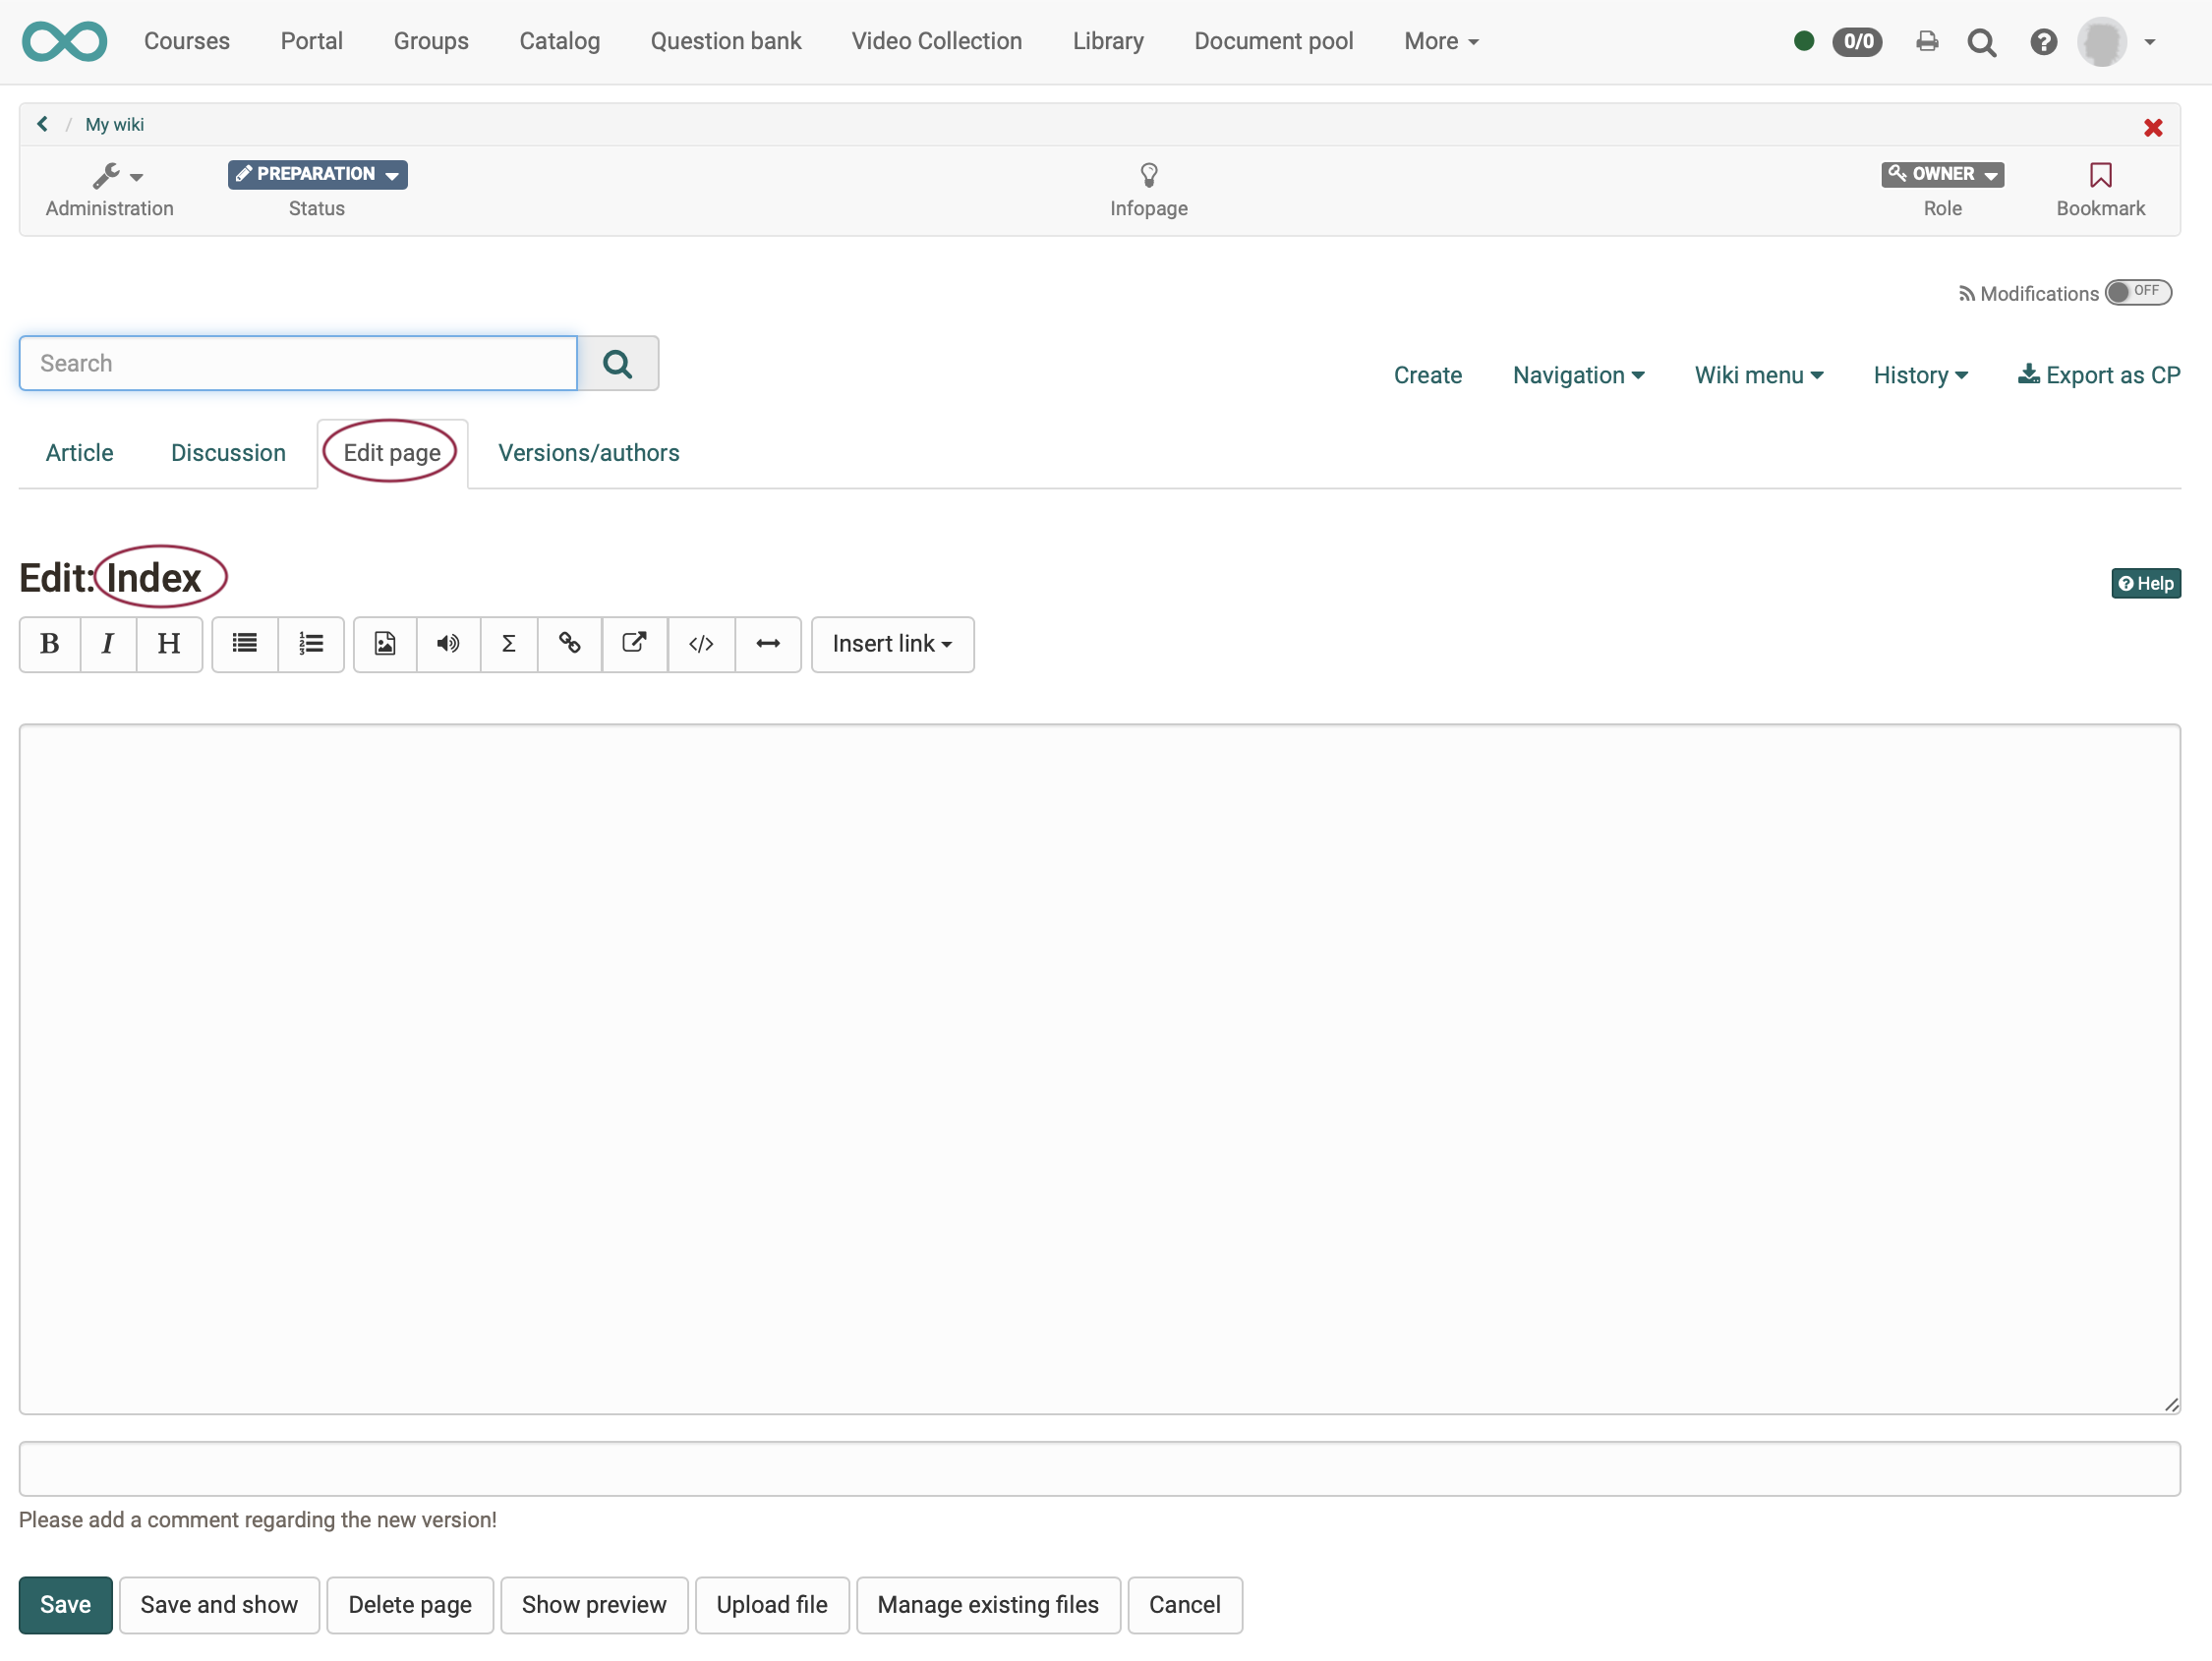 Courses Portal Groups Catalog Question bank Video Collection Library Document pool More 0/0
/ My wiki
PREPARATION OWNER
Administration Status Infopage Role Bookmark
Modifications OFF
Search
Create Navigation Wiki menu History Export as CP
Article Discussion Edit page Versions/authors
Edit: Index
Help
B I H Σ </> Insert link
Please add a comment regarding the new version!
Save Save and show Delete page Show preview Upload file Manage existing files Cancel